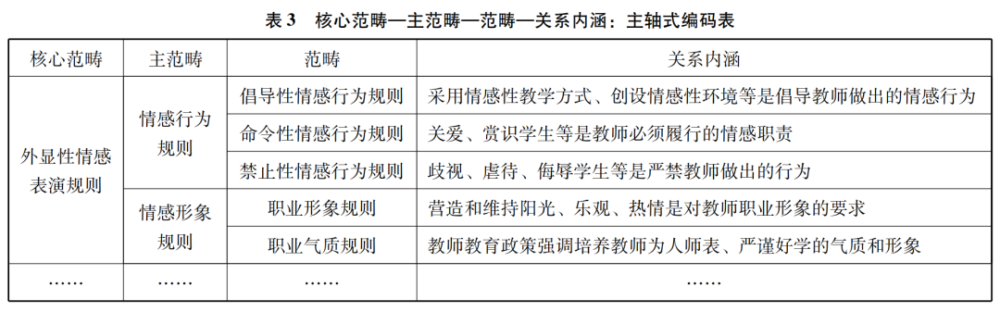 表 3 核心范畴—主范畴—范畴—关系内涵：主轴式编码表
核心范畴 主范畴 范畴 关系内涵
外显性情感
表演规则
情感行为
规则
倡导性情感行为规则 采用情感性教学方式、创设情感性环境等是倡导教师做出的情感行为
命令性情感行为规则 关爱、赏识学生等是教师必须履行的情感职责
禁止性情感行为规则 歧视、虐待、侮辱学生等是严禁教师做出的行为
情感形象
规则
职业形象规则 营造和维持阳光、乐观、热情是对教师职业形象的要求
职业气质规则 教师教育政策强调培养教师为人师表、严谨好学的气质和形象
…… …… …… ……